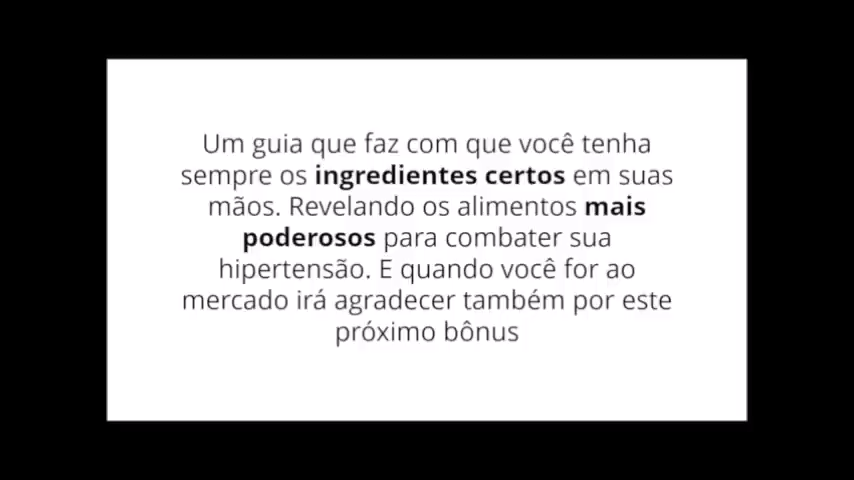 Um guia que faz com que você tenha
sempre os ingredientes certos em suas
mãos. Revelando os alimentos mais
poderosos para combater sua
hipertensão. E quando você for ao
mercado irá agradecer também por este
próximo bônus